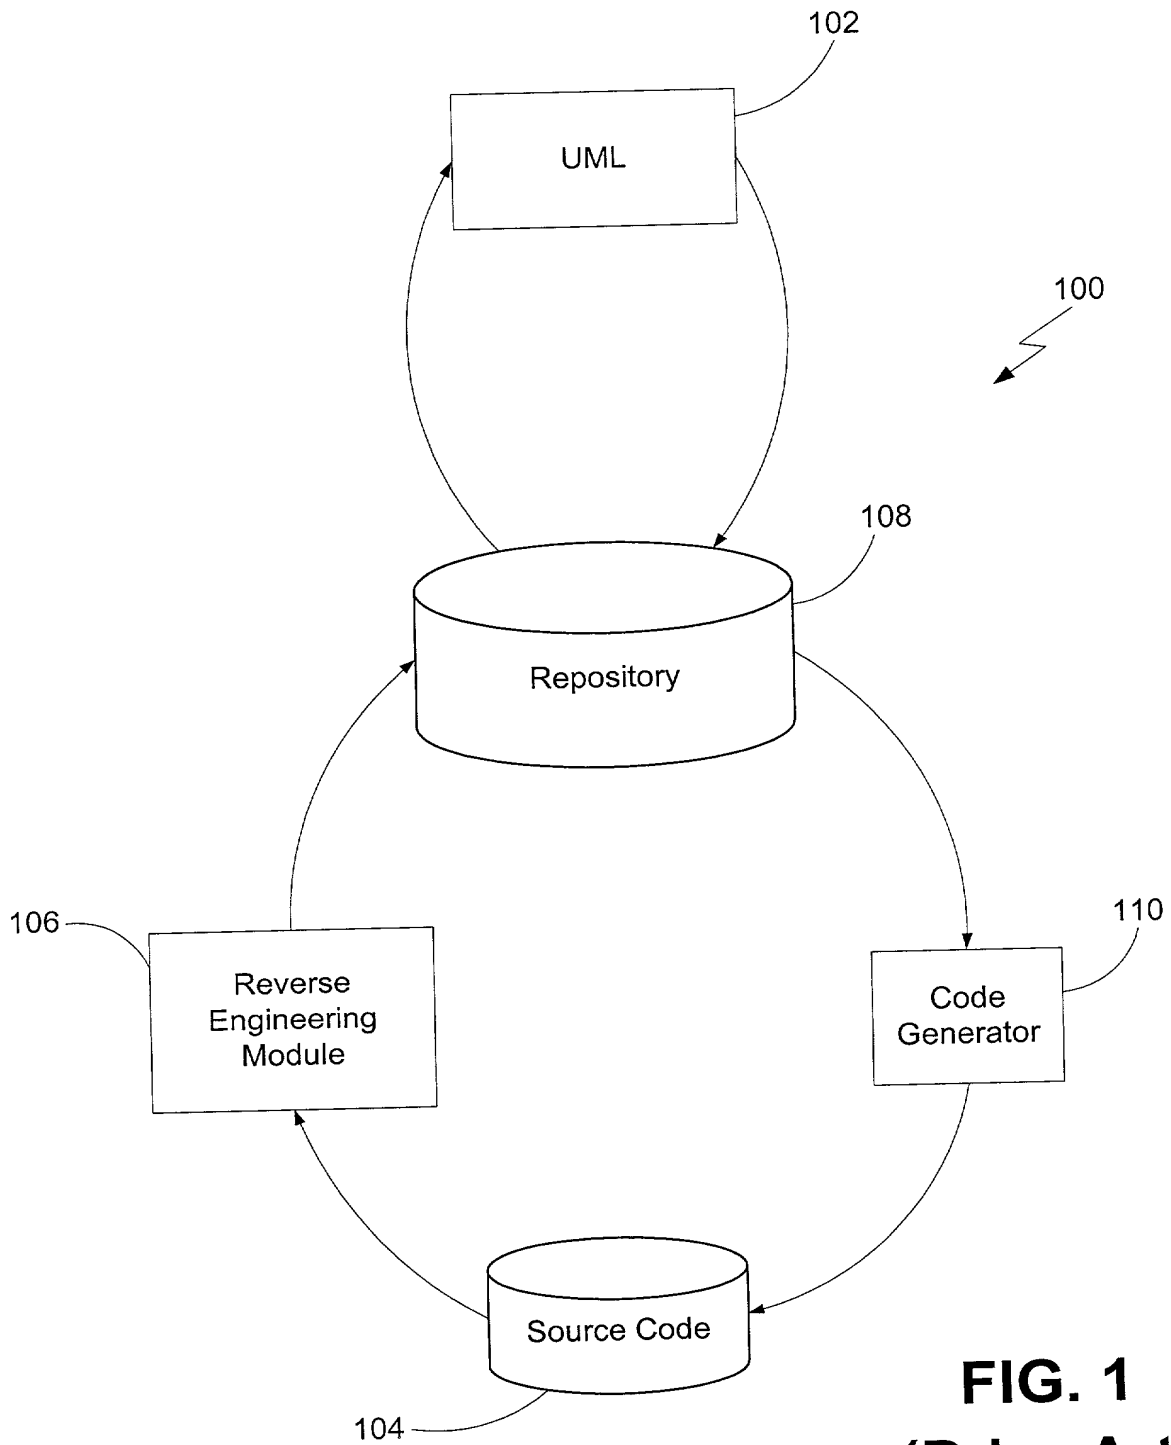 102
UML
100
108
Repository
106
110
Reverse
Engineering
Module
Code
Generator
Source Code
104
FIG. 1